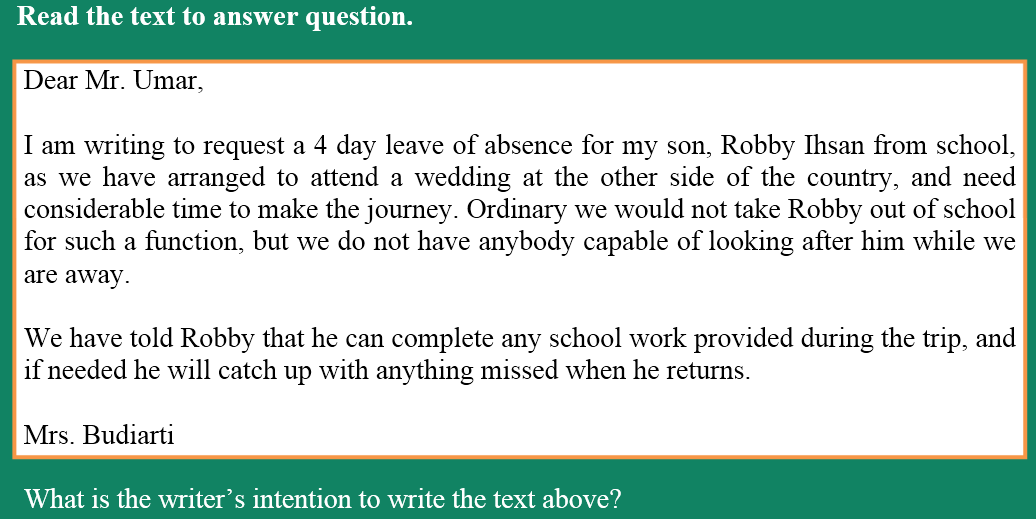 Read the text to answer question.
Dear Mr. Umar,
I am writing to request a 4 day leave of absence for my son, Robby Ihsan from school,
as we have arranged to attend a wedding at the other side of the country, and need
considerable time to make the journey. Ordinary we would not take Robby out of school
for such a function, but we do not have anybody capable of looking after him while we
are away.
We have told Robby that he can complete any school work provided during the trip, and
if needed he will catch up with anything missed when he returns.
Mrs. Budiarti
What is the writer’s intention to write the text above?